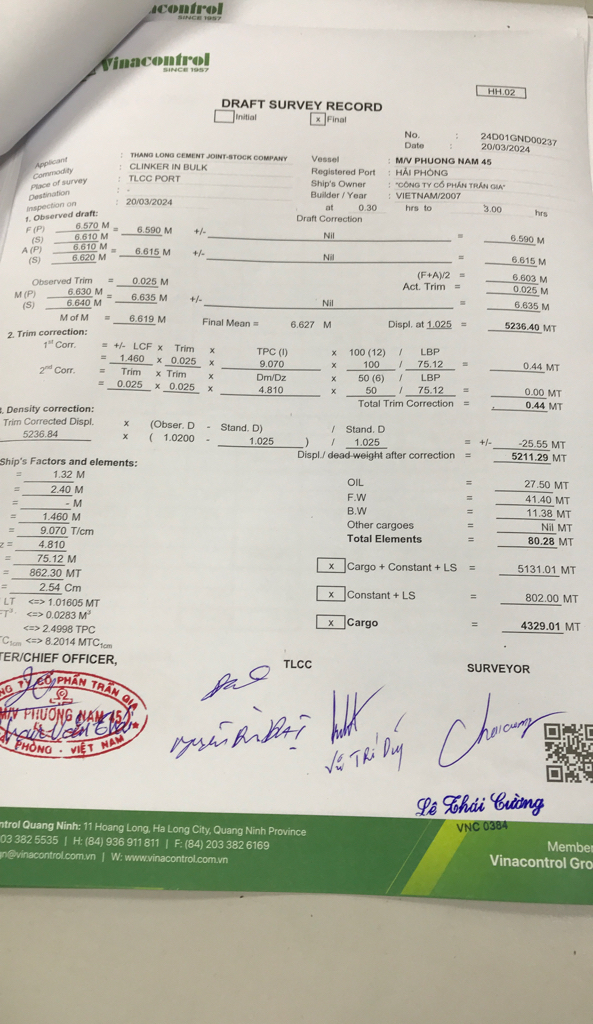 acontrol
SINCE 1957
Vinacontrol
SINCE 1957
HH.02
DRAFT SURVEY RECORD
Initial x Final
No. : 24D01GND00237
Date : 20/03/2024
Applicant : THANG LONG CEMENT JOINT-STOCK COMPANY Vessel : M/V PHUONG NAM 45
Commodity : CLINKER IN BULK Registered Port : HẢI PHÒNG
Place of survey : TLCC PORT Ship's Owner : "CÔNG TY CỔ PHẦN TRẦN GIA"
Destination : - Builder / Year : VIETNAM/2007
Inspection on : 20/03/2024 at 0.30 hrs to 3.00 hrs
1. Observed draft: Draft Correction
F (P) 6.570 M = 6.590 M +/- Nil = 6.590 M
(S) 6.610 M
A (P) 6.610 M = 6.615 M +/- Nil = 6.615 M
(S) 6.620 M
(F+A)/2 = 6.603 M
Observed Trim = 0.025 M Act. Trim = 0.025 M
M (P) 6.630 M = 6.635 M +/- Nil = 6.635 M
(S) 6.640 M
M of M = 6.619 M Final Mean = 6.627 M Displ. at 1.025 = 5236.40 MT
2. Trim correction:
1st Corr. = +/- LCF x Trim x TPC (I) x 100 (12) / LBP
= 1.460 x 0.025 x 9.070 x 100 / 75.12 = 0.44 MT
2nd Corr. = Trim x Trim x Dm/Dz x 50 (6) / LBP
= 0.025 x 0.025 x 4.810 x 50 / 75.12 = 0.00 MT
Total Trim Correction = 0.44 MT
. Density correction:
Trim Corrected Displ. x (Obser. D - Stand. D) / Stand. D
5236.84 x ( 1.0200 - 1.025 ) / 1.025 = +/- -25.55 MT
Displ./ dead weight after correction = 5211.29 MT
Ship's Factors and elements:
= 1.32 M
= 2.40 M
= - M
= 1.460 M
= 9.070 T/cm
z = 4.810
= 75.12 M
= 862.30 MT
= 2.54 Cm
LT <=> 1.01605 MT
FT³ <=> 0.0283 M³
<=> 2.4998 TPC
TC1cm <=> 8.2014 MTC1cm
OIL = 27.50 MT
F.W = 41.40 MT
B.W = 11.38 MT
Other cargoes = Nil MT
Total Elements = 80.28 MT
x Cargo + Constant + LS = 5131.01 MT
x Constant + LS = 802.00 MT
x Cargo = 4329.01 MT
TER/CHIEF OFFICER,
TLCC
SURVEYOR
NG TY CỔ PHẦN TRẦN GIA
M/V PHƯƠNG NAM 45
PHÒNG - VIỆT NAM
Vũ Trí Duý
Lê Thái Cường
VNC 0384
ntrol Quang Ninh: 11 Hoang Long, Ha Long City, Quang Ninh Province
03 382 5535 | H: (84) 936 911 811 | F: (84) 203 382 6169
gn@vinacontrol.com.vn | W: www.vinacontrol.com.vn
Member
Vinacontrol Gro